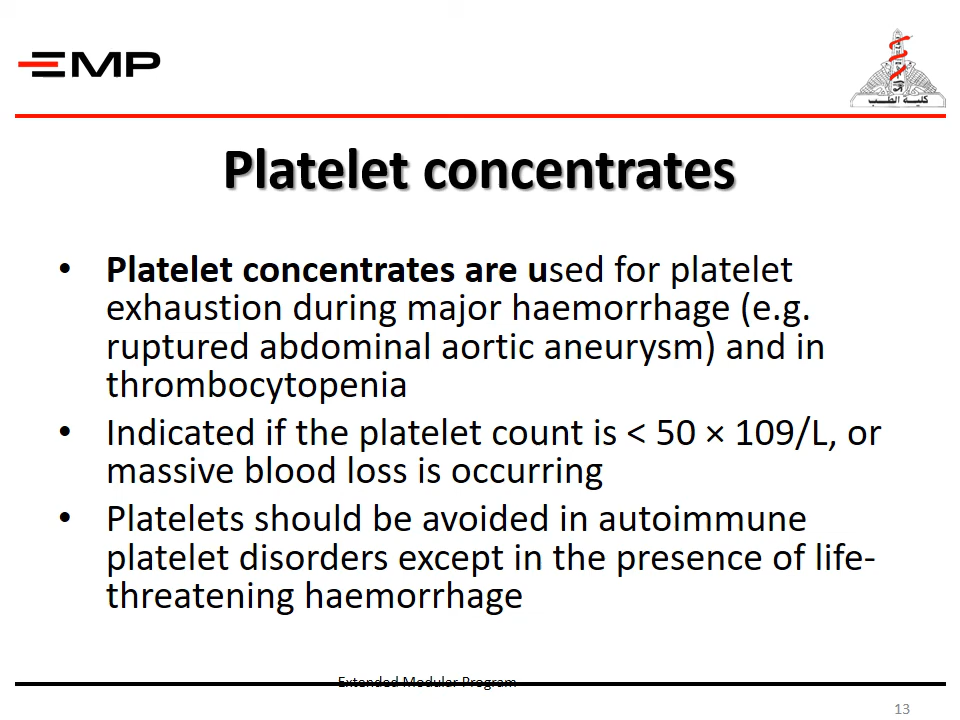 EMP
كلية الطب
Platelet concentrates
• Platelet concentrates are used for platelet
exhaustion during major haemorrhage (e.g.
ruptured abdominal aortic aneurysm) and in
thrombocytopenia
• Indicated if the platelet count is < 50 × 109/L, or
massive blood loss is occurring
• Platelets should be avoided in autoimmune
platelet disorders except in the presence of life-
threatening haemorrhage
Extended Modular Program
13